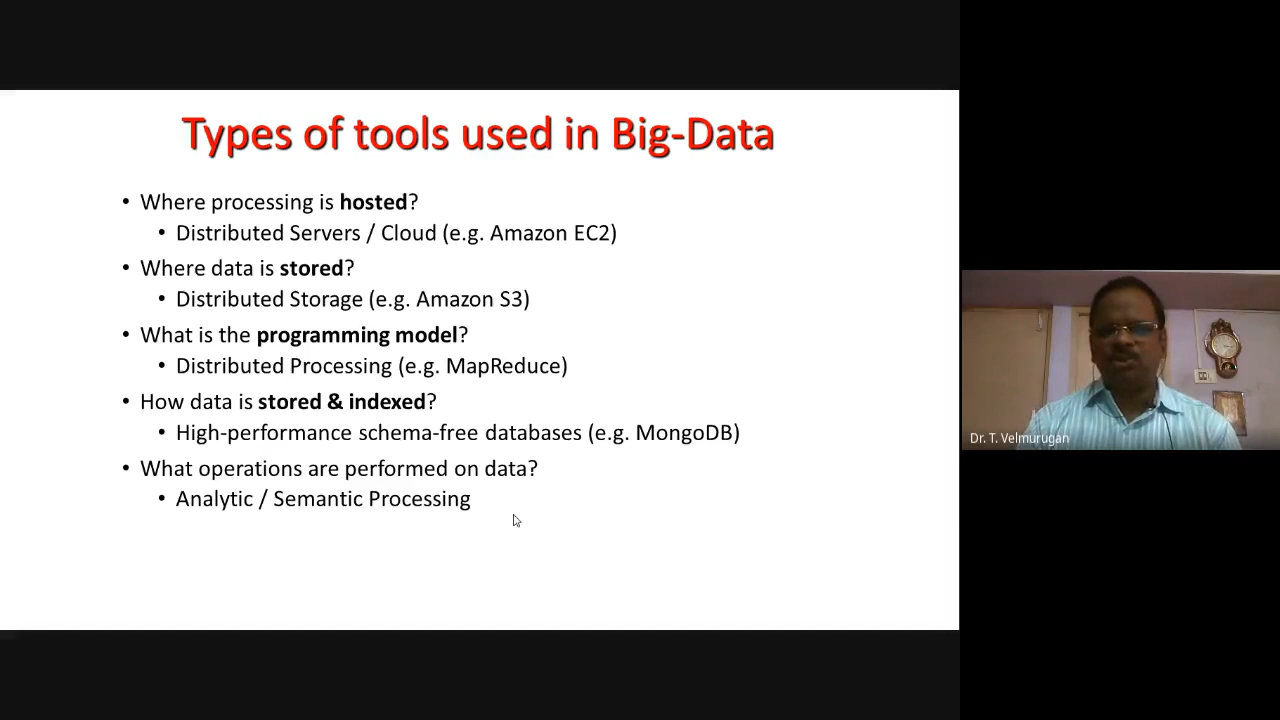 Types of tools used in Big-Data
• Where processing is hosted?
• Distributed Servers / Cloud (e.g. Amazon EC2)
• Where data is stored?
• Distributed Storage (e.g. Amazon S3)
• What is the programming model?
• Distributed Processing (e.g. MapReduce)
• How data is stored & indexed?
• High-performance schema-free databases (e.g. MongoDB)
• What operations are performed on data?
• Analytic / Semantic Processing
Dr. T. Velmurugan